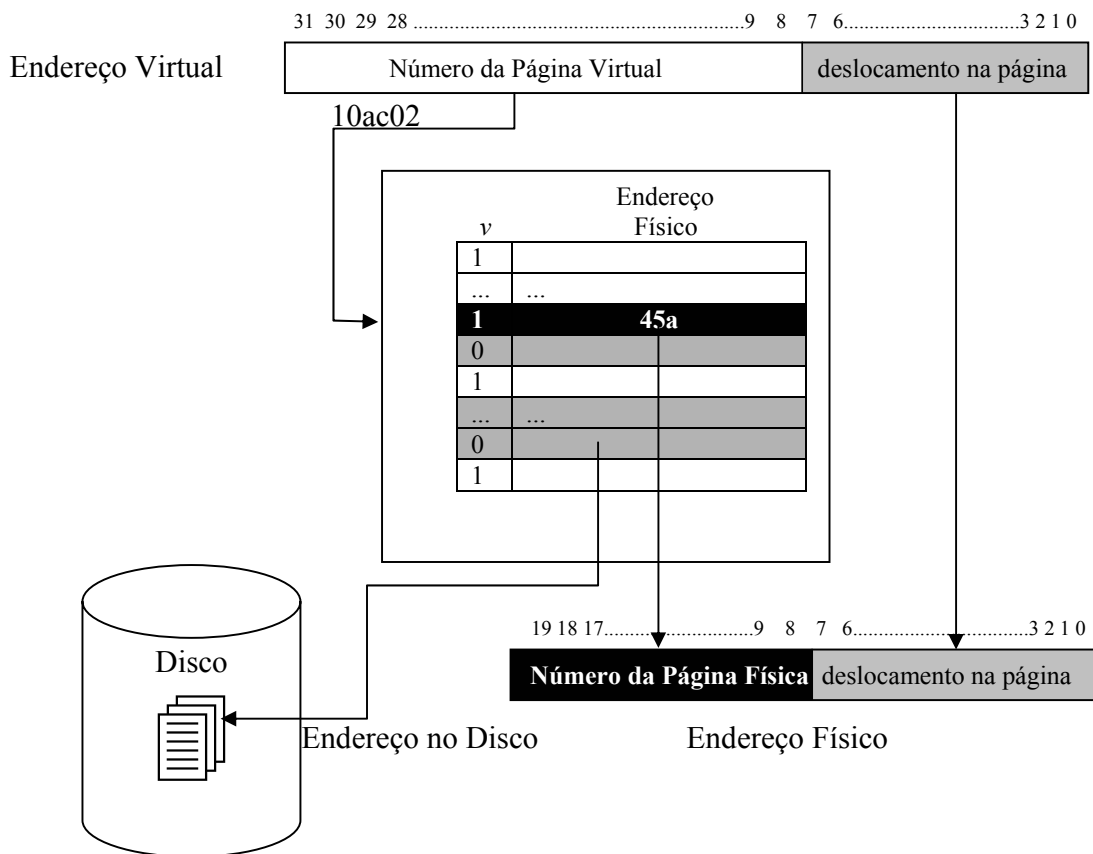 31 30 29 28 ..........................................................9 8 7 6...............................3 2 1 0
Endereço Virtual
Número da Página Virtual
deslocamento na página
10ac02
Endereço
Físico
v
1
... ...
1 45a
0
1
... ...
0
1
19 18 17.............................9 8 7 6...............................3 2 1 0
Número da Página Física
deslocamento na página
Disco
Endereço no Disco
Endereço Físico